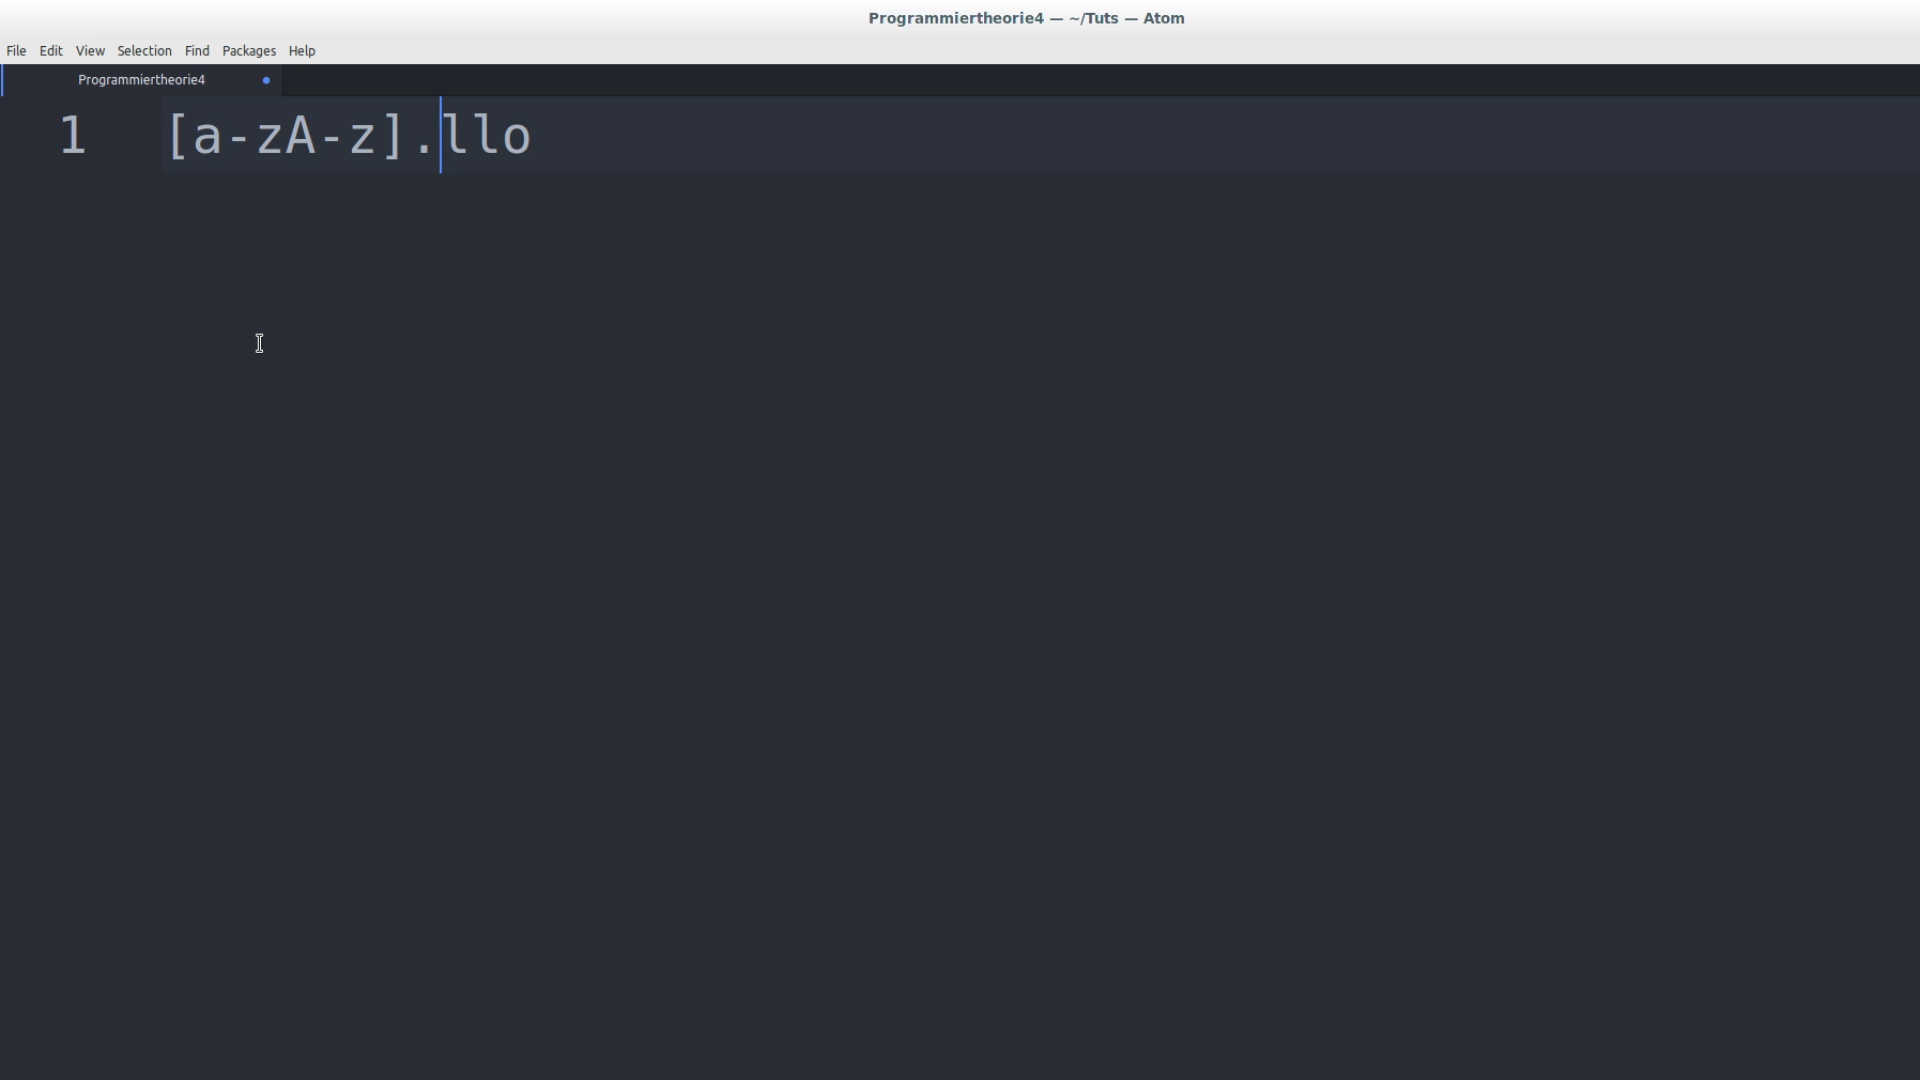 Programmiertheorie4 — ~/Tuts — Atom
File Edit View Selection Find Packages Help
Programmiertheorie4
1 [a-zA-z].llo